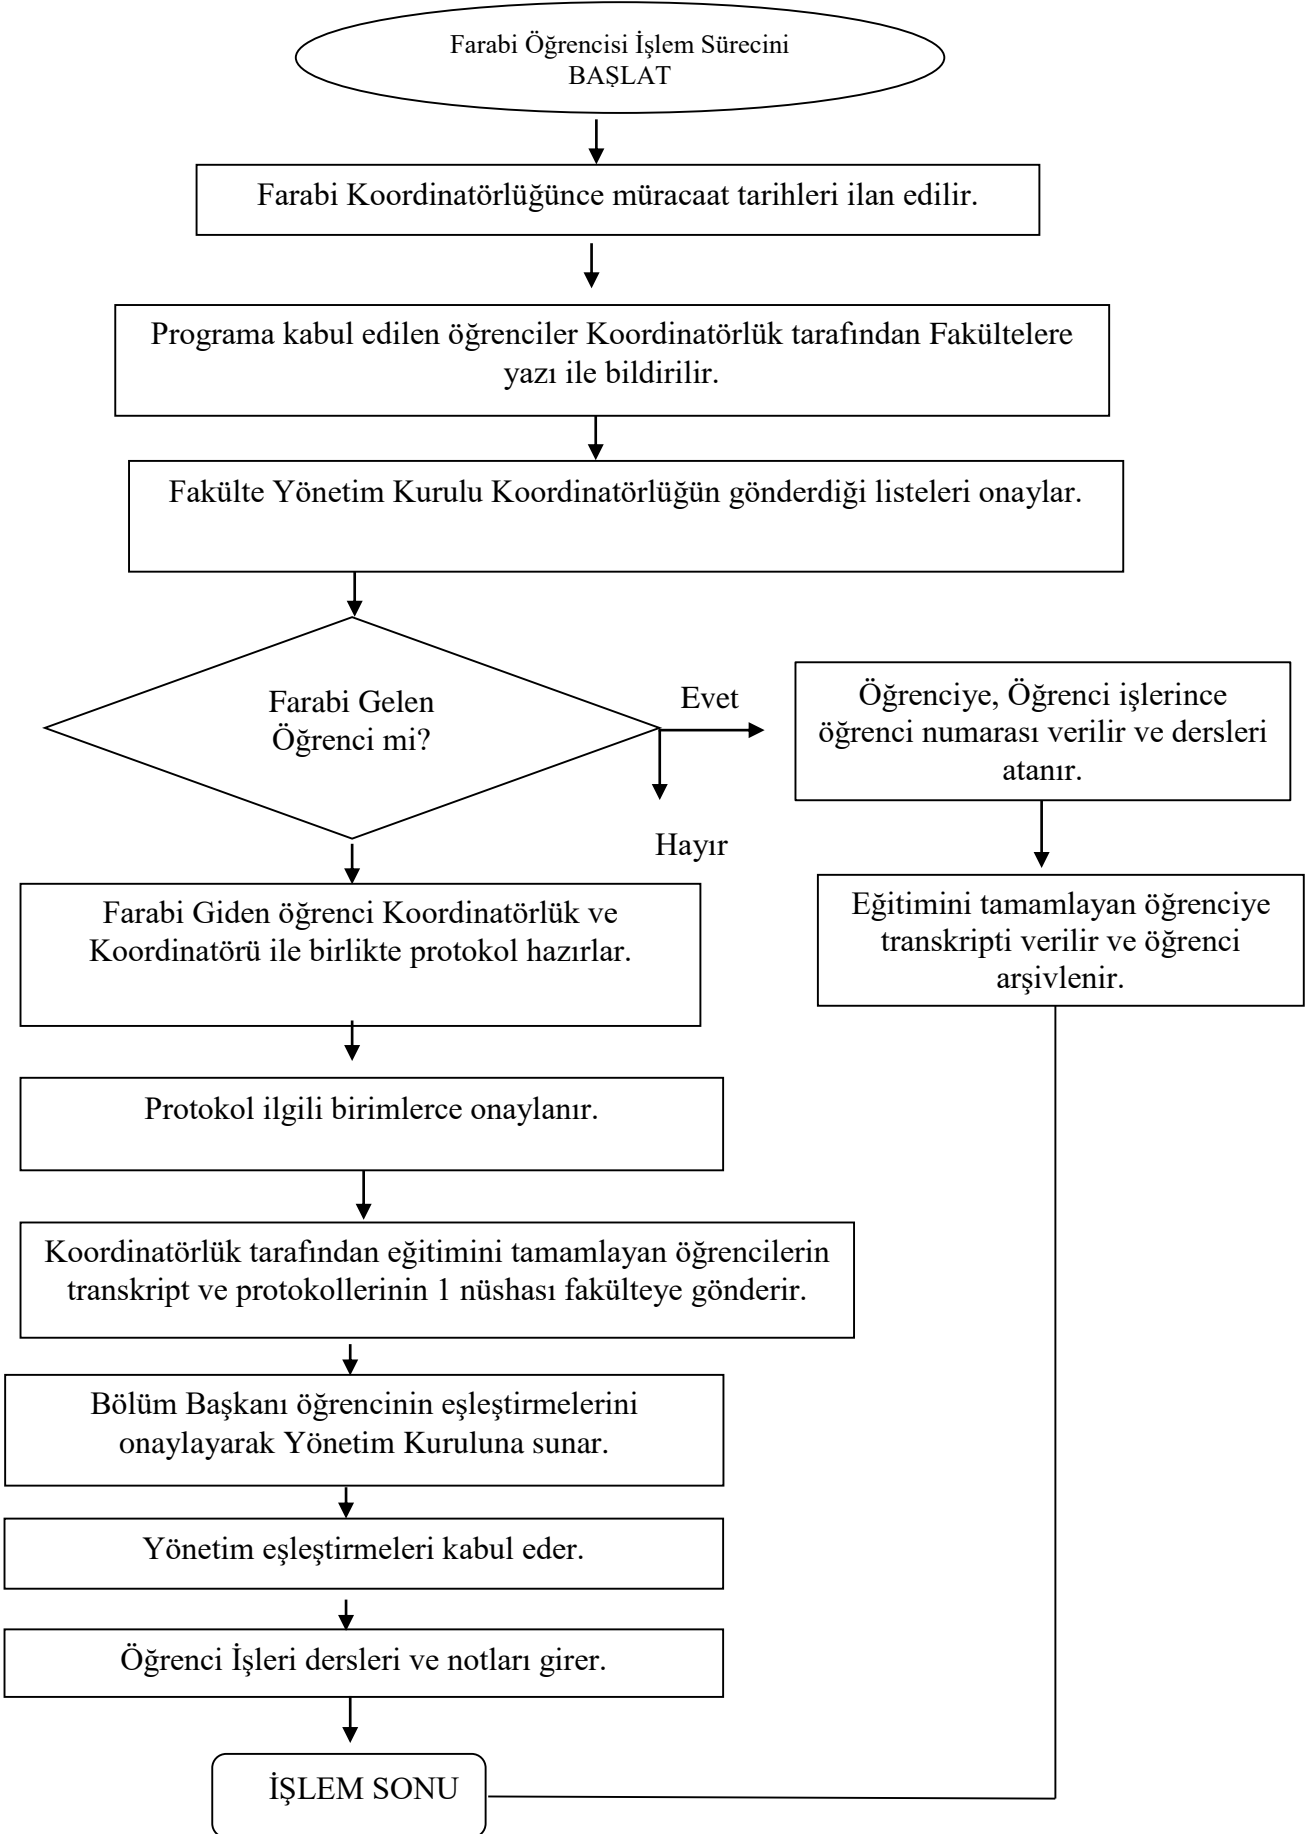 Farabi Öğrencisi İşlem Sürecini
BAŞLAT
Farabi Koordinatörlüğünce müracaat tarihleri ilan edilir.
Programa kabul edilen öğrenciler Koordinatörlük tarafından Fakültelere
yazı ile bildirilir.
Fakülte Yönetim Kurulu Koordinatörlüğün gönderdiği listeleri onaylar.
Farabi Gelen
Öğrenci mi?
Evet
Öğrenciye, Öğrenci işlerince
öğrenci numarası verilir ve dersleri
atanır.
Hayır
Eğitimini tamamlayan öğrenciye
transkripti verilir ve öğrenci
arşivlenir.
Farabi Giden öğrenci Koordinatörlük ve
Koordinatörü ile birlikte protokol hazırlar.
Protokol ilgili birimlerce onaylanır.
Koordinatörlük tarafından eğitimini tamamlayan öğrencilerin
transkript ve protokollerinin 1 nüshası fakülteye gönderir.
Bölüm Başkanı öğrencinin eşleştirmelerini
onaylayarak Yönetim Kuruluna sunar.
Yönetim eşleştirmeleri kabul eder.
Öğrenci İşleri dersleri ve notları girer.
İŞLEM SONU